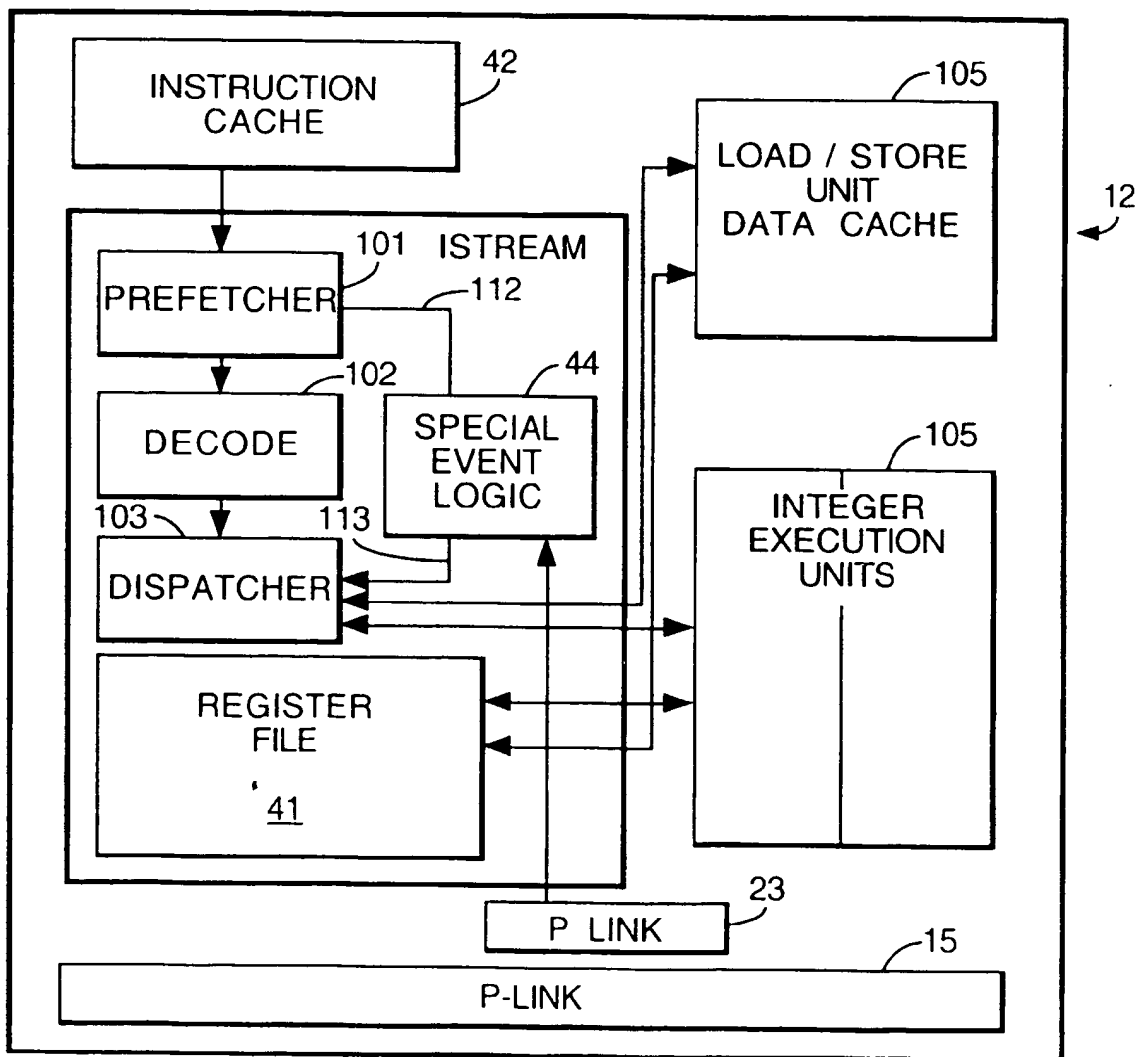 INSTRUCTION
CACHE
42
105
LOAD / STORE
UNIT
DATA CACHE
12
ISTREAM
101
PREFETCHER
112
102
DECODE
44
SPECIAL
EVENT
LOGIC
103
113
DISPATCHER
105
INTEGER
EXECUTION
UNITS
REGISTER
FILE
41
23
P LINK
15
P-LINK